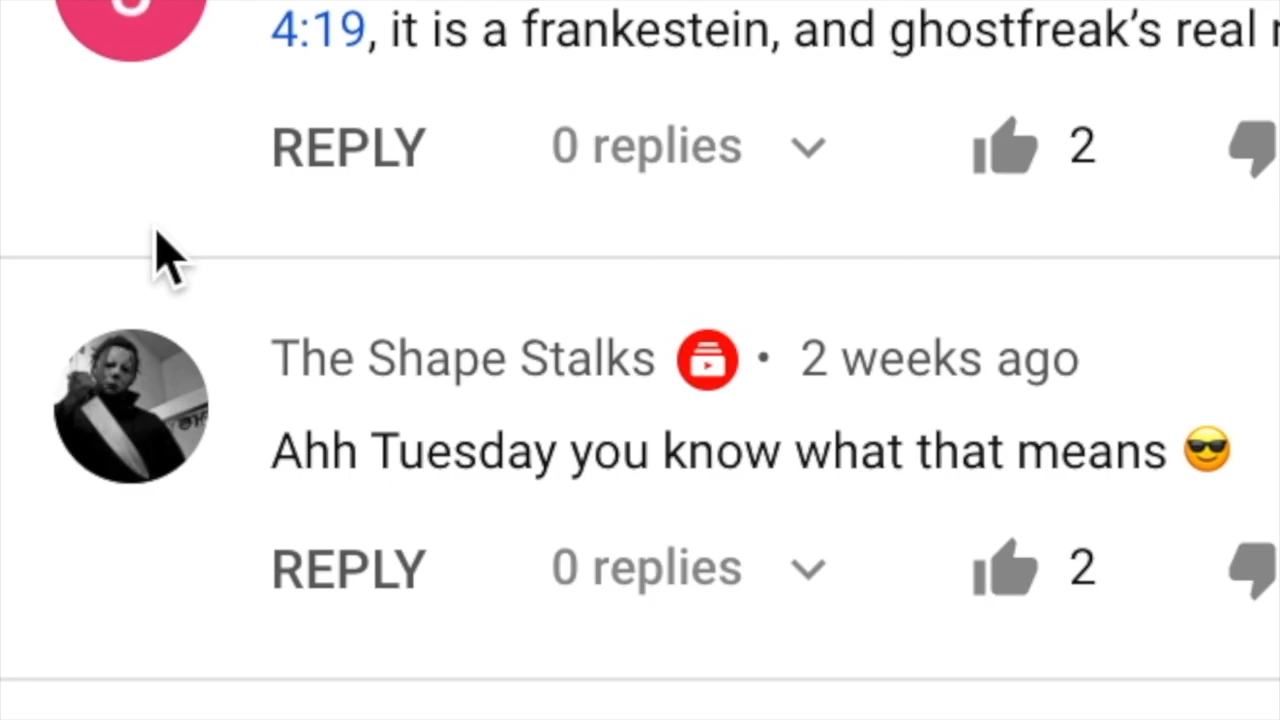 4:19, it is a frankestein, and ghostfreak’s real
REPLY 0 replies 2
The Shape Stalks • 2 weeks ago
Ahh Tuesday you know what that means 😎
REPLY 0 replies 2